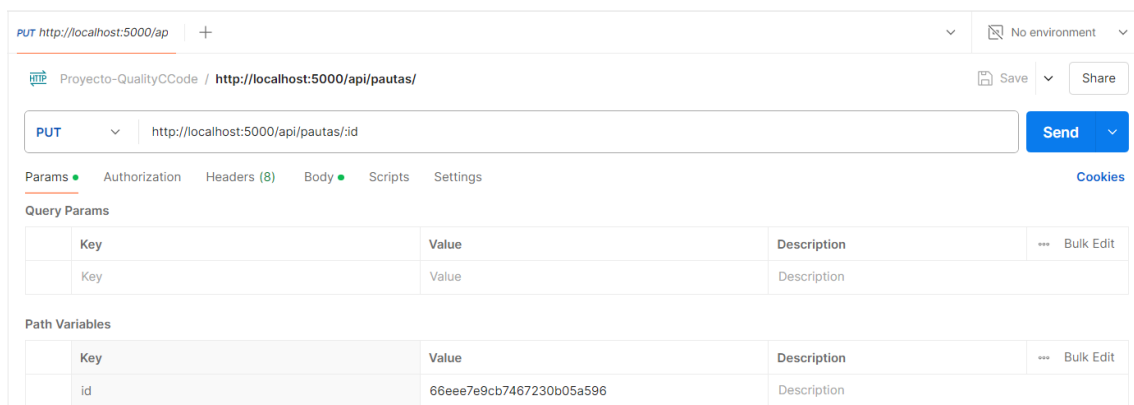 PUT http://localhost:5000/ap + No environment
HTTP Proyecto-QualityCCode / http://localhost:5000/api/pautas/ Save Share
PUT http://localhost:5000/api/pautas/:id Send
Params Authorization Headers (8) Body Scripts Settings Cookies
Query Params
Key Value Description Bulk Edit
Key Value Description
Path Variables
Key Value Description Bulk Edit
id 66eee7e9cb7467230b05a596 Description